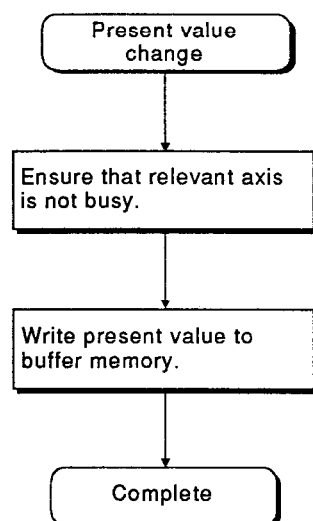 Present value
change
Ensure that relevant axis
is not busy.
Write present value to
buffer memory.
Complete